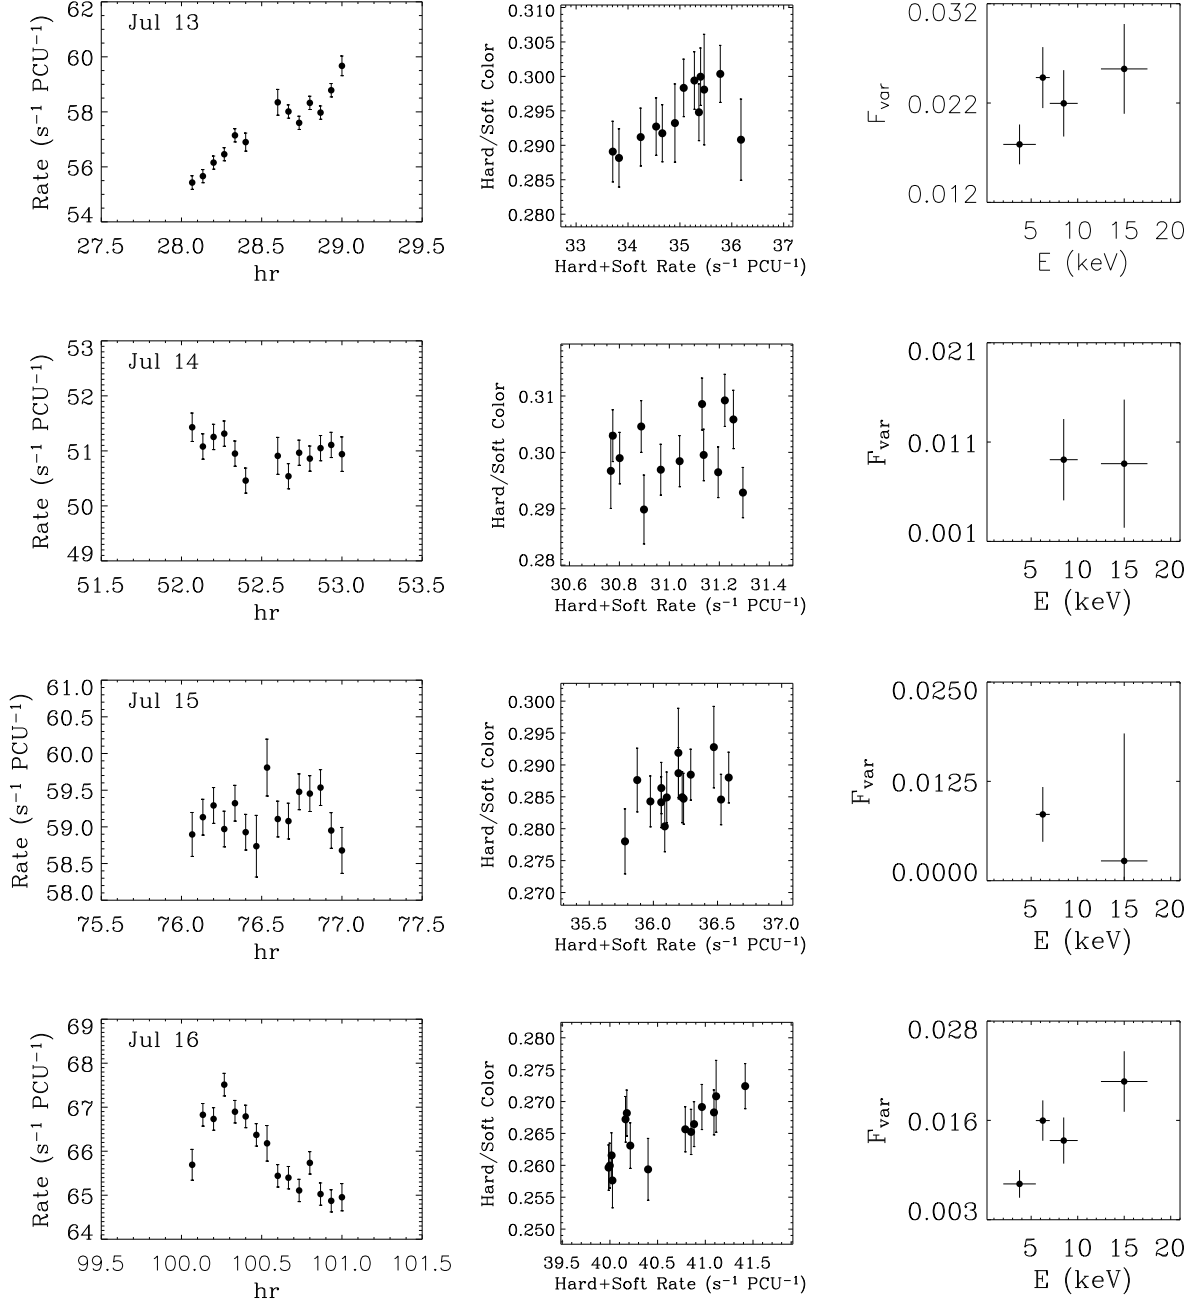 Jul 13
Rate (s⁻¹ PCU⁻¹)
62
60
58
56
54
27.5 28.0 28.5 29.0 29.5
hr
Hard/Soft Color
0.310
0.305
0.300
0.295
0.290
0.285
0.280
33 34 35 36 37
Hard+Soft Rate (s⁻¹ PCU⁻¹)
Fvar
0.032
0.022
0.012
5 10 15 20
E (keV)
Jul 14
Rate (s⁻¹ PCU⁻¹)
53
52
51
50
49
51.5 52.0 52.5 53.0 53.5
hr
Hard/Soft Color
0.31
0.30
0.29
0.28
30.6 30.8 31.0 31.2 31.4
Hard+Soft Rate (s⁻¹ PCU⁻¹)
Fvar
0.021
0.011
0.001
5 10 15 20
E (keV)
Jul 15
Rate (s⁻¹ PCU⁻¹)
61.0
60.5
60.0
59.5
59.0
58.5
58.0
75.5 76.0 76.5 77.0 77.5
hr
Hard/Soft Color
0.300
0.295
0.290
0.285
0.280
0.275
0.270
35.5 36.0 36.5 37.0
Hard+Soft Rate (s⁻¹ PCU⁻¹)
Fvar
0.0250
0.0125
0.0000
5 10 15 20
E (keV)
Jul 16
Rate (s⁻¹ PCU⁻¹)
69
68
67
66
65
64
99.5 100.0 100.5 101.0 101.5
hr
Hard/Soft Color
0.280
0.275
0.270
0.265
0.260
0.255
0.250
39.5 40.0 40.5 41.0 41.5
Hard+Soft Rate (s⁻¹ PCU⁻¹)
Fvar
0.028
0.016
0.003
5 10 15 20
E (keV)